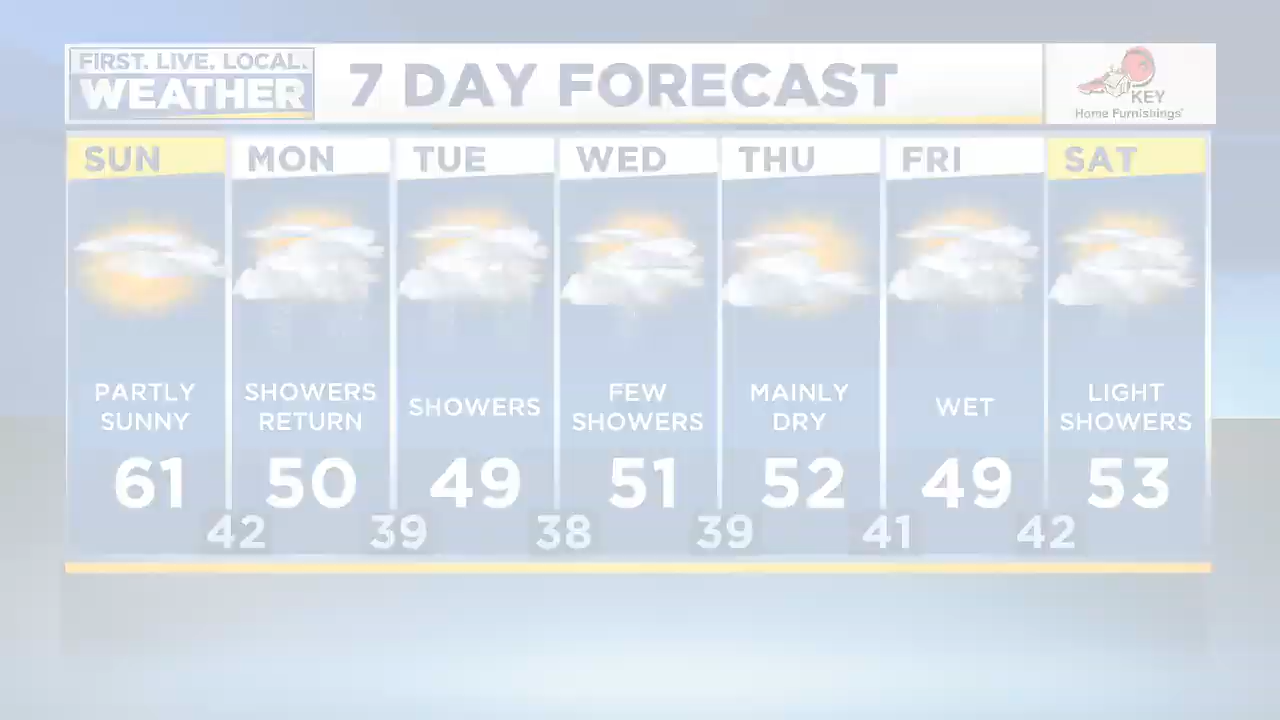 FIRST. LIVE. LOCAL.
WEATHER
7 DAY FORECAST
KEY
Home Furnishings
SUN
MON
TUE
WED
THU
FRI
SAT
PARTLY
SUNNY
SHOWERS
RETURN
SHOWERS
FEW
SHOWERS
MAINLY
DRY
WET
LIGHT
SHOWERS
61
50
49
51
52
49
53
42
39
38
39
41
42